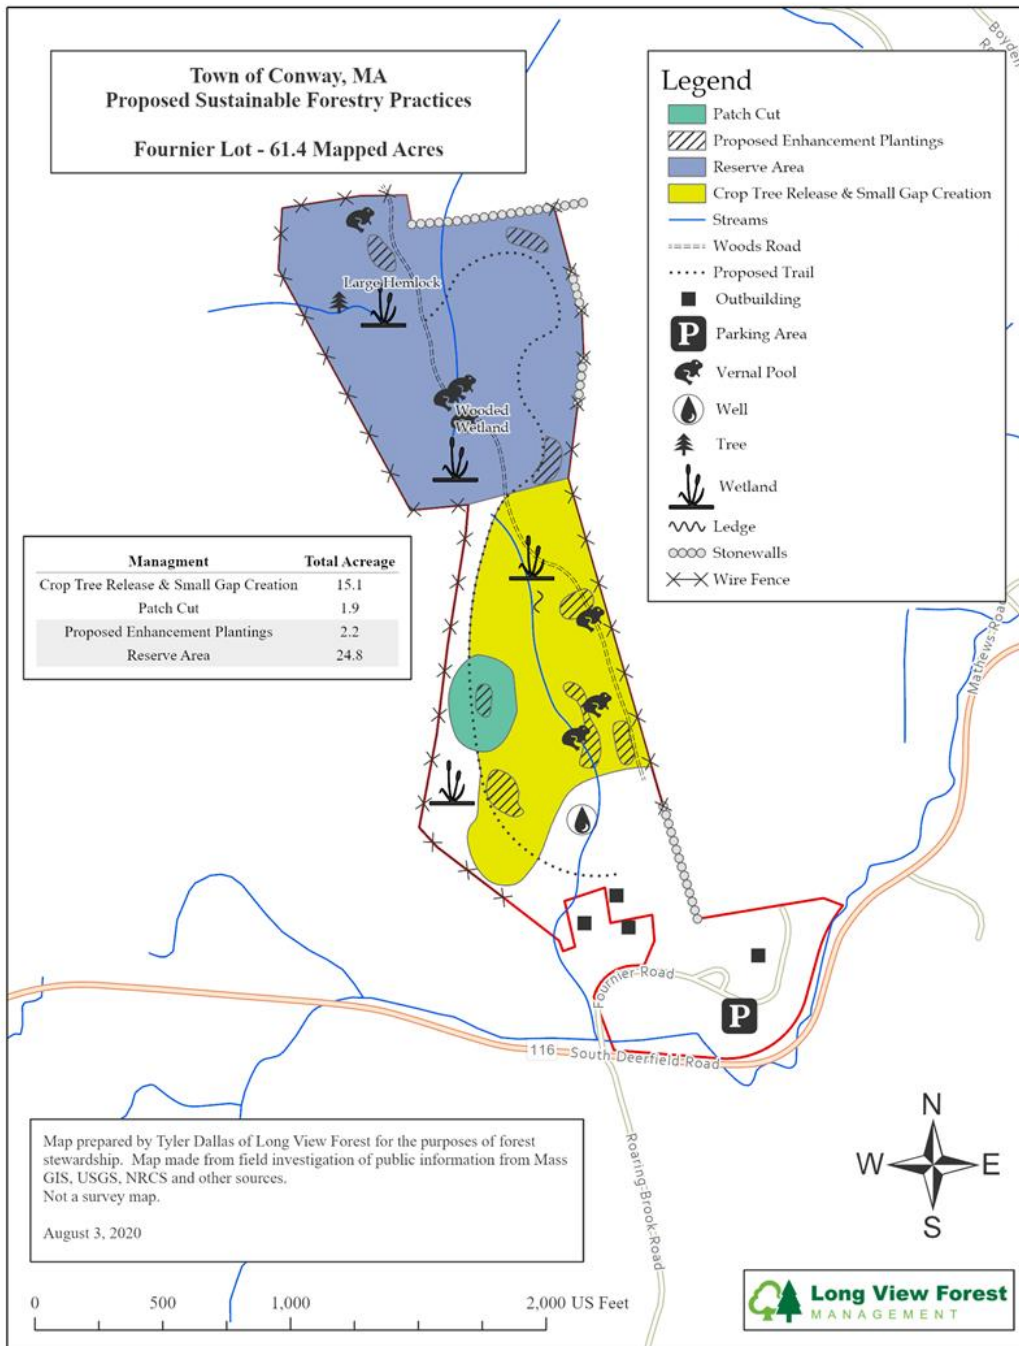 Town of Conway, MA
Proposed Sustainable Forestry Practices
Fournier Lot - 61.4 Mapped Acres
Boyden
Legend
Patch Cut
Proposed Enhancement Plantings
Reserve Area
Crop Tree Release & Small Gap Creation
Streams
Woods Road
Proposed Trail
Outbuilding
P Parking Area
Vernal Pool
Well
Tree
Wetland
Ledge
Stonewalls
Wire Fence
Large Hemlock
Wooded
Wetland
Managment Total Acreage
Crop Tree Release & Small Gap Creation 15.1
Patch Cut 1.9
Proposed Enhancement Plantings 2.2
Reserve Area 24.8
Mathews Road
Fournier Road
P
116 South Deerfield Road
Roaring Brook Road
Map prepared by Tyler Dallas of Long View Forest for the purposes of forest
stewardship. Map made from field investigation of public information from Mass
GIS, USGS, NRCS and other sources.
Not a survey map.
August 3, 2020
N
W E
S
0 500 1,000 2,000 US Feet
Long View Forest
MANAGEMENT